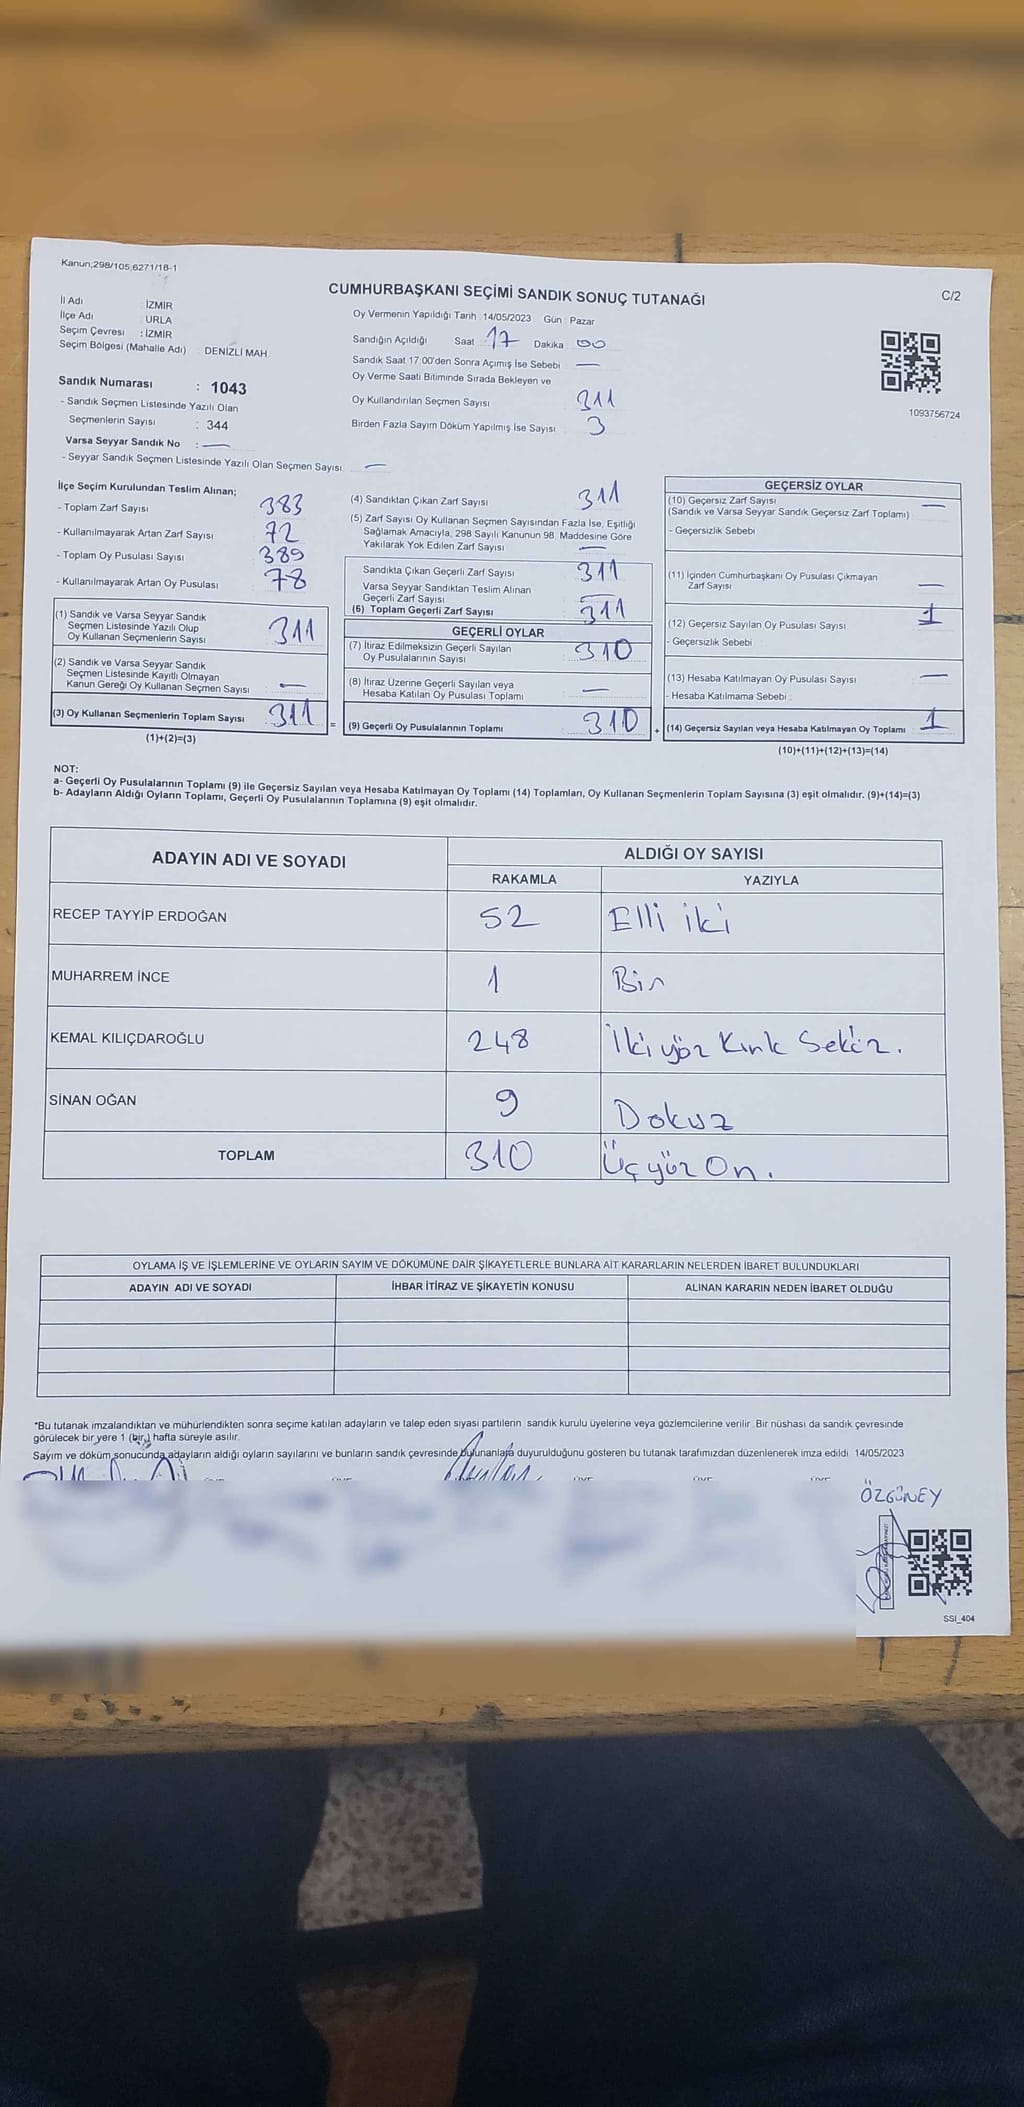 Kanun;298/105;6271/18-1
CUMHURBAŞKANI SEÇİMİ SANDIK SONUÇ TUTANAĞI
C/2
İl Adı İZMİR
İlçe Adı URLA
Seçim Çevresi : İZMİR
Seçim Bölgesi (Mahalle Adı) DENİZLİ MAH
Sandık Numarası : 1043
- Sandık Seçmen Listesinde Yazılı Olan
Seçmenlerin Sayısı : 344
Varsa Seyyar Sandık No : —
- Seyyar Sandık Seçmen Listesinde Yazılı Olan Seçmen Sayısı —
Oy Vermenin Yapıldığı Tarih 14/05/2023 Gün Pazar
Sandığın Açıldığı Saat 17 Dakika 00
Sandık Saat 17:00'den Sonra Açımış İse Sebebi —
Oy Verme Saati Bitiminde Sırada Bekleyen ve
Oy Kullandırılan Seçmen Sayısı 311
Birden Fazla Sayım Döküm Yapılmış İse Sayısı 3
1093756724
İlçe Seçim Kurulundan Teslim Alınan;
- Toplam Zarf Sayısı 383
- Kullanılmayarak Artan Zarf Sayısı 72
- Toplam Oy Pusulası Sayısı 389
- Kullanılmayarak Artan Oy Pusulası 78
(1) Sandık ve Varsa Seyyar Sandık
Seçmen Listesinde Yazılı Olup
Oy Kullanan Seçmenlerin Sayısı 311
(2) Sandık ve Varsa Seyyar Sandık
Seçmen Listesinde Kayıtlı Olmayan
Kanun Gereği Oy Kullanan Seçmen Sayısı —
(3) Oy Kullanan Seçmenlerin Toplam Sayısı 311
(1)+(2)=(3)
(4) Sandıktan Çıkan Zarf Sayısı 311
(5) Zarf Sayısı Oy Kullanan Seçmen Sayısından Fazla İse, Eşitliği
Sağlamak Amacıyla, 298 Sayılı Kanunun 98. Maddesine Göre
Yakılarak Yok Edilen Zarf Sayısı —
Sandıkta Çıkan Geçerli Zarf Sayısı 311
Varsa Seyyar Sandıktan Teslim Alınan
Geçerli Zarf Sayısı —
(6) Toplam Geçerli Zarf Sayısı 311
GEÇERLİ OYLAR
(7) İtiraz Edilmeksizin Geçerli Sayılan
Oy Pusulalarının Sayısı 310
(8) İtiraz Üzerine Geçerli Sayılan veya
Hesaba Katılan Oy Pusulası Toplamı —
= (9) Geçerli Oy Pusulalarının Toplamı 310
GEÇERSİZ OYLAR
(10) Geçersiz Zarf Sayısı —
(Sandık ve Varsa Seyyar Sandık Geçersiz Zarf Toplamı)
- Geçersizlik Sebebi
(11) İçinden Cumhurbaşkanı Oy Pusulası Çıkmayan
Zarf Sayısı —
(12) Geçersiz Sayılan Oy Pusulası Sayısı 1
- Geçersizlik Sebebi
(13) Hesaba Katılmayan Oy Pusulası Sayısı —
- Hesaba Katılmama Sebebi :
+ (14) Geçersiz Sayılan veya Hesaba Katılmayan Oy Toplamı 1
(10)+(11)+(12)+(13)=(14)
NOT:
a- Geçerli Oy Pusulalarının Toplamı (9) ile Geçersiz Sayılan veya Hesaba Katılmayan Oy Toplamı (14) Toplamları, Oy Kullanan Seçmenlerin Toplam Sayısına (3) eşit olmalıdır. (9)+(14)=(3)
b- Adayların Aldığı Oyların Toplamı, Geçerli Oy Pusulalarının Toplamına (9) eşit olmalıdır.
ADAYIN ADI VE SOYADI ALDIĞI OY SAYISI
RAKAMLA YAZIYLA
RECEP TAYYİP ERDOĞAN 52 Elli iki
MUHARREM İNCE 1 Bir
KEMAL KILIÇDAROĞLU 248 İki yüz Kırk Sekiz.
SİNAN OĞAN 9 Dokuz
TOPLAM 310 Üç yüz On.
OYLAMA İŞ VE İŞLEMLERİNE VE OYLARIN SAYIM VE DÖKÜMÜNE DAİR ŞİKAYETLERLE BUNLARA AİT KARARLARIN NELERDEN İBARET BULUNDUKLARI
ADAYIN ADI VE SOYADI İHBAR İTİRAZ VE ŞİKAYETİN KONUSU ALINAN KARARIN NEDEN İBARET OLDUĞU
*Bu tutanak imzalandıktan ve mühürlendikten sonra seçime katılan adayların ve talep eden siyasi partilerin sandık kurulu üyelerine veya gözlemcilerine verilir. Bir nüshası da sandık çevresinde
görülecek bir yere 1 (bir) hafta süreyle asılır.
Sayım ve döküm sonucunda adayların aldığı oyların sayılarını ve bunların sandık çevresinde bulunanlara duyurulduğunu gösteren bu tutanak tarafımızdan düzenlenerek imza edildi 14/05/2023
ÖZGÜNEY
SSI_404